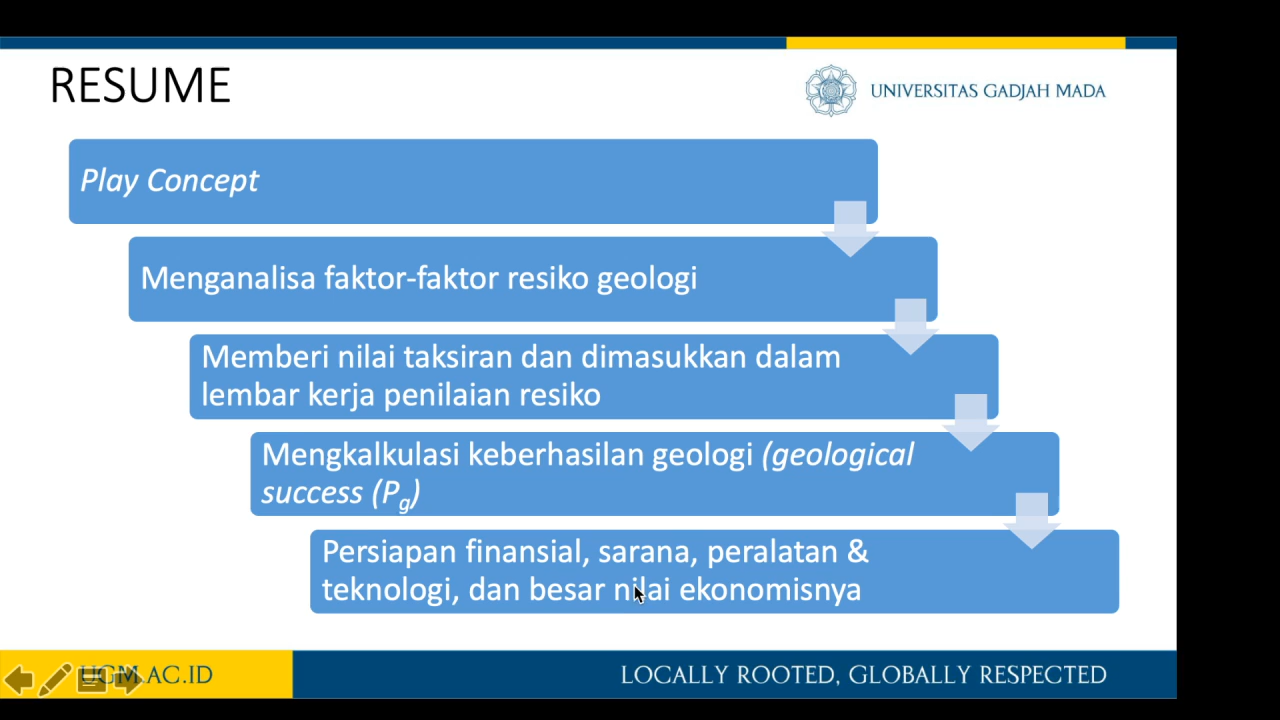 RESUME
UNIVERSITAS GADJAH MADA
Play Concept
Menganalisa faktor-faktor resiko geologi
Memberi nilai taksiran dan dimasukkan dalam
lembar kerja penilaian resiko
Mengkalkulasi keberhasilan geologi (geological
success (Pg)
Persiapan finansial, sarana, peralatan &
teknologi, dan besar nilai ekonomisnya
UGM.AC.ID
LOCALLY ROOTED, GLOBALLY RESPECTED